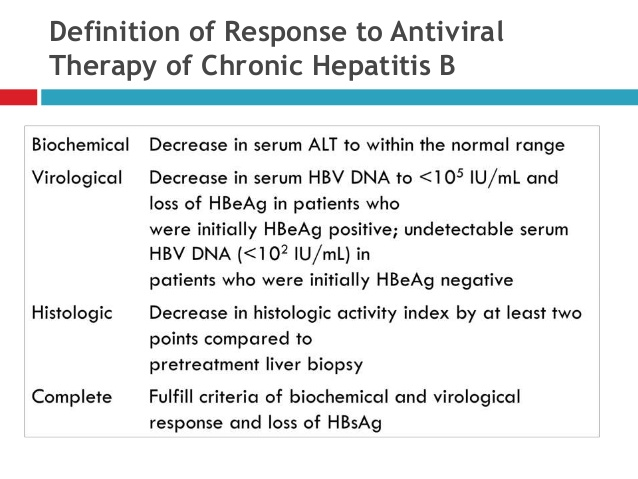 Definition of Response to Antiviral
Therapy of Chronic Hepatitis B
Biochemical Decrease in serum ALT to within the normal range
Virological Decrease in serum HBV DNA to <10⁵ IU/mL and
loss of HBeAg in patients who
were initially HBeAg positive; undetectable serum
HBV DNA (<10² IU/mL) in
patients who were initially HBeAg negative
Histologic Decrease in histologic activity index by at least two
points compared to
pretreatment liver biopsy
Complete Fulfill criteria of biochemical and virological
response and loss of HBsAg